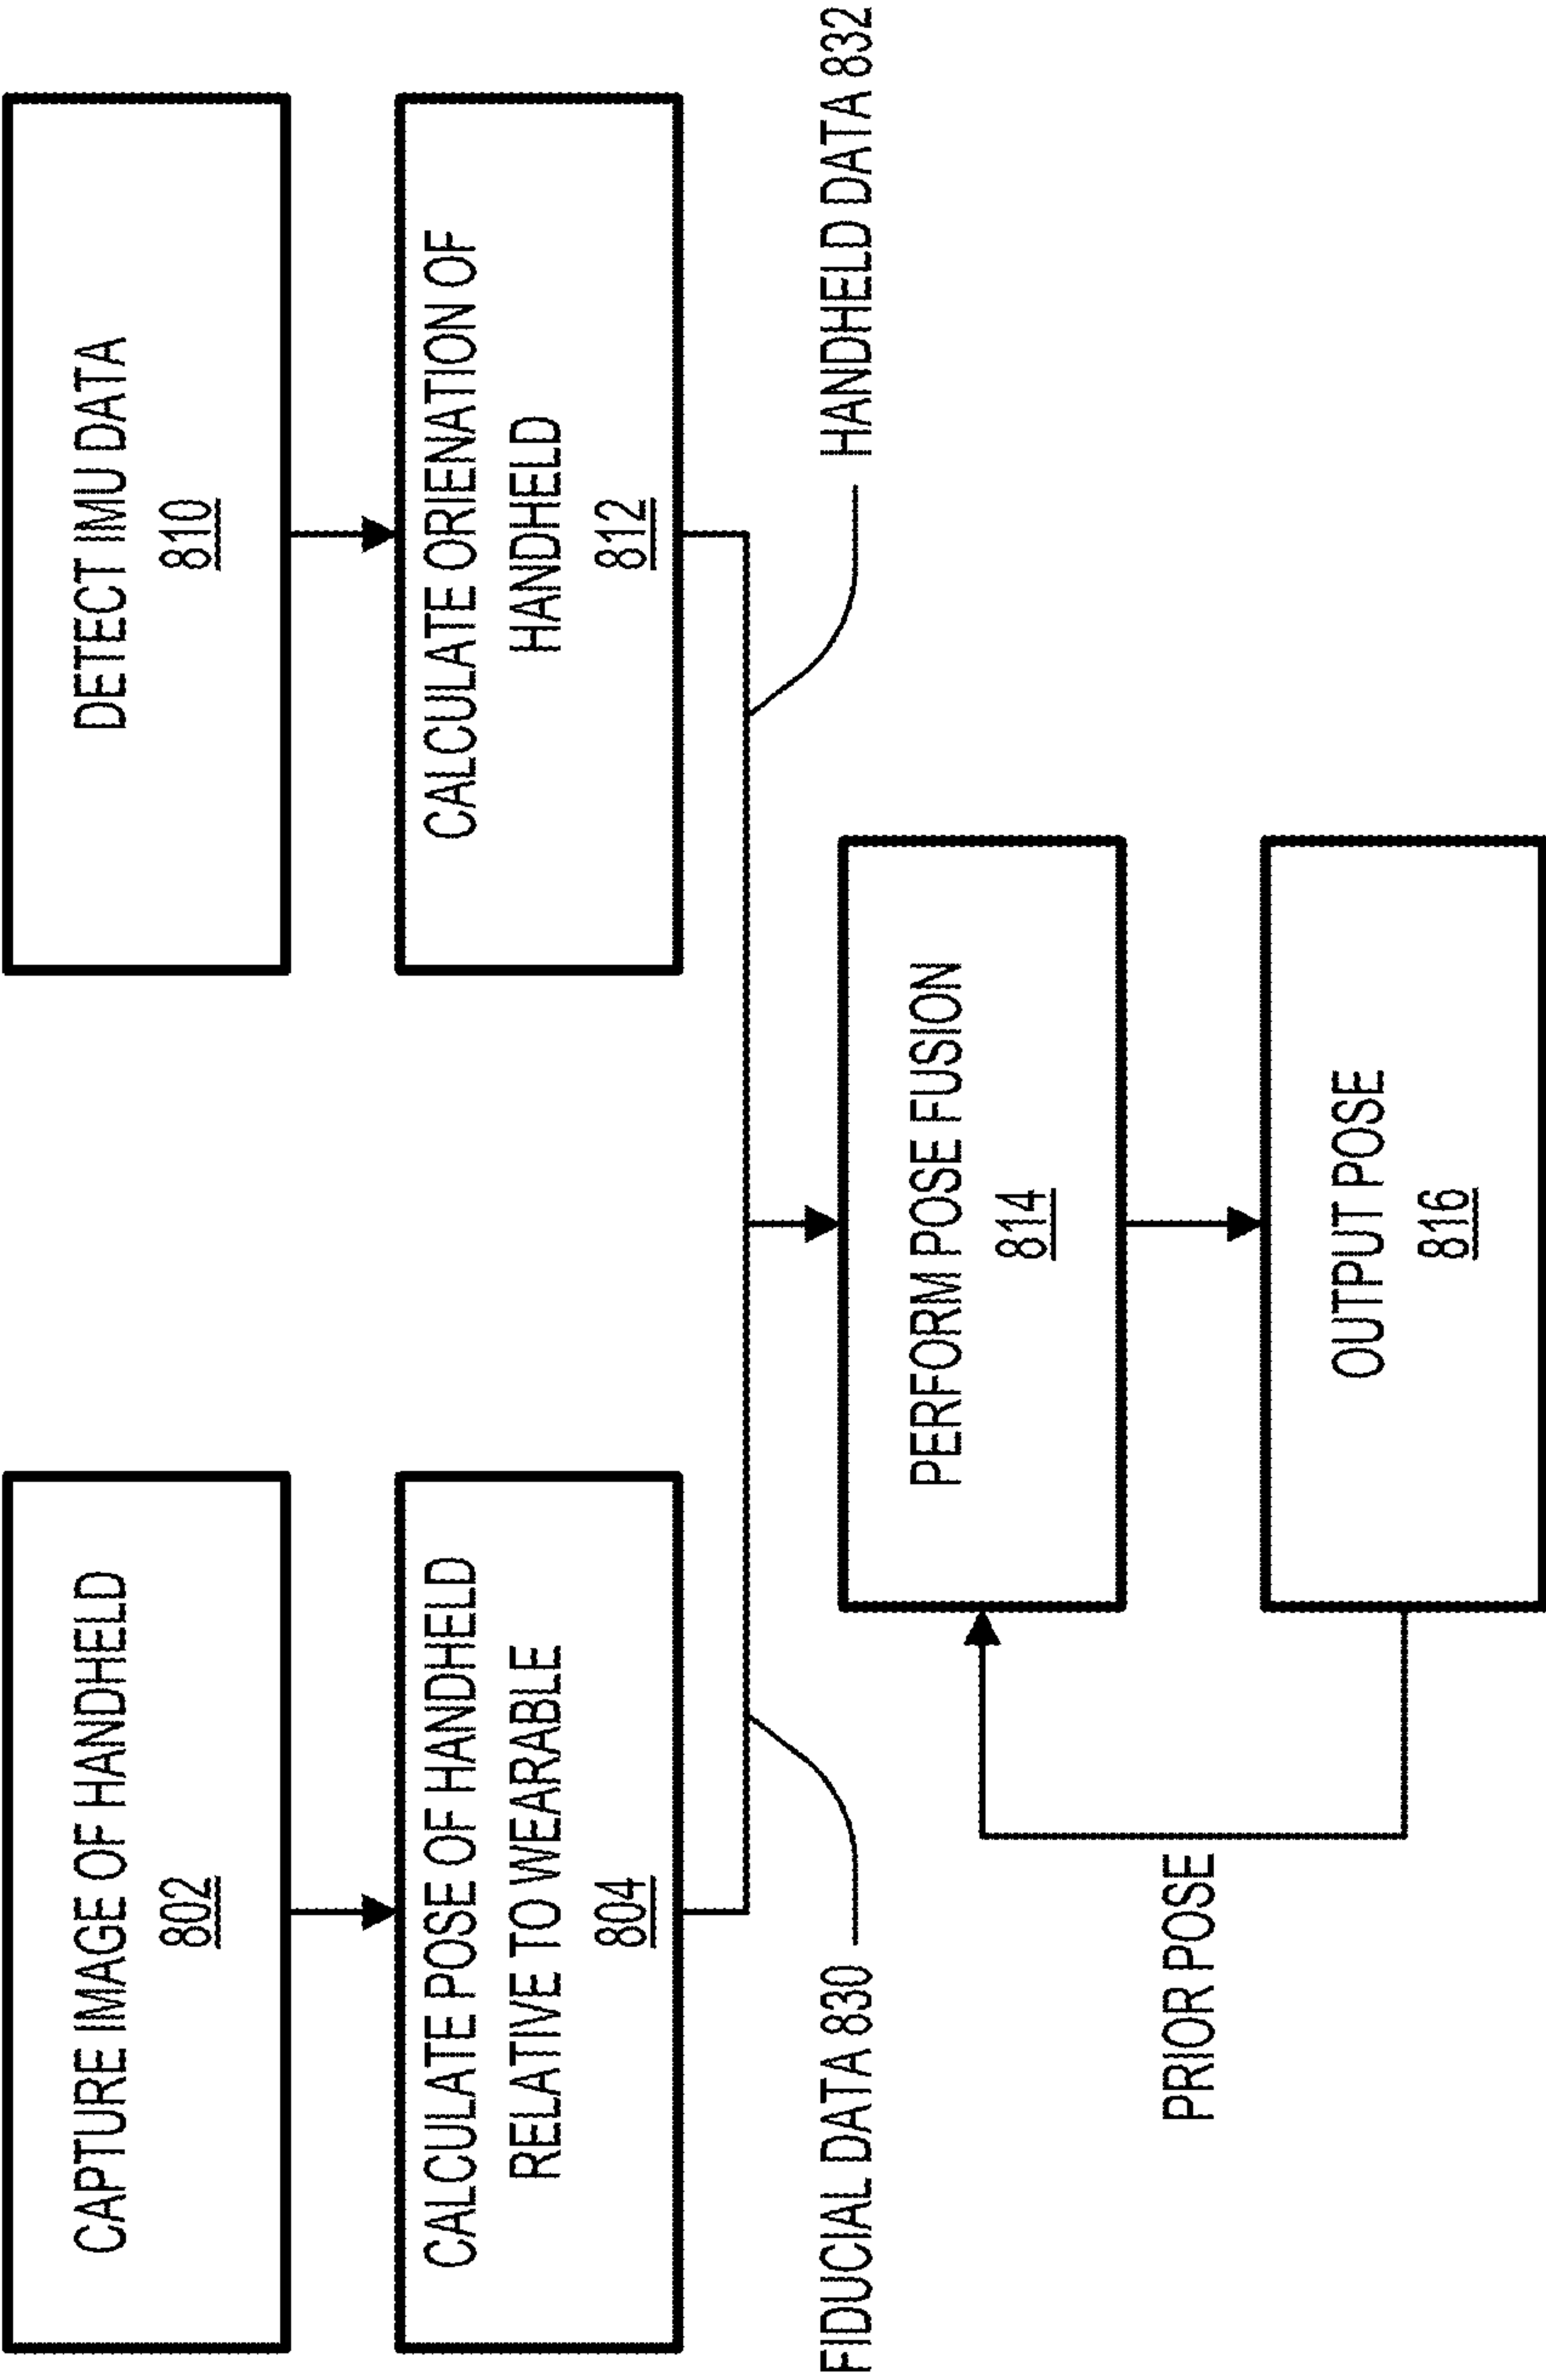 CAPTURE IMAGE OF HANDHELD
802
CALCULATE POSE OF HANDHELD
RELATIVE TO WEARABLE
804
DETECT IMU DATA
810
CALCULATE ORIENATION OF
HANDHELD
812
FIDUCIAL DATA 830
HANDHELD DATA 832
PERFORM POSE FUSION
814
PRIOR POSE
OUTPUT POSE
816